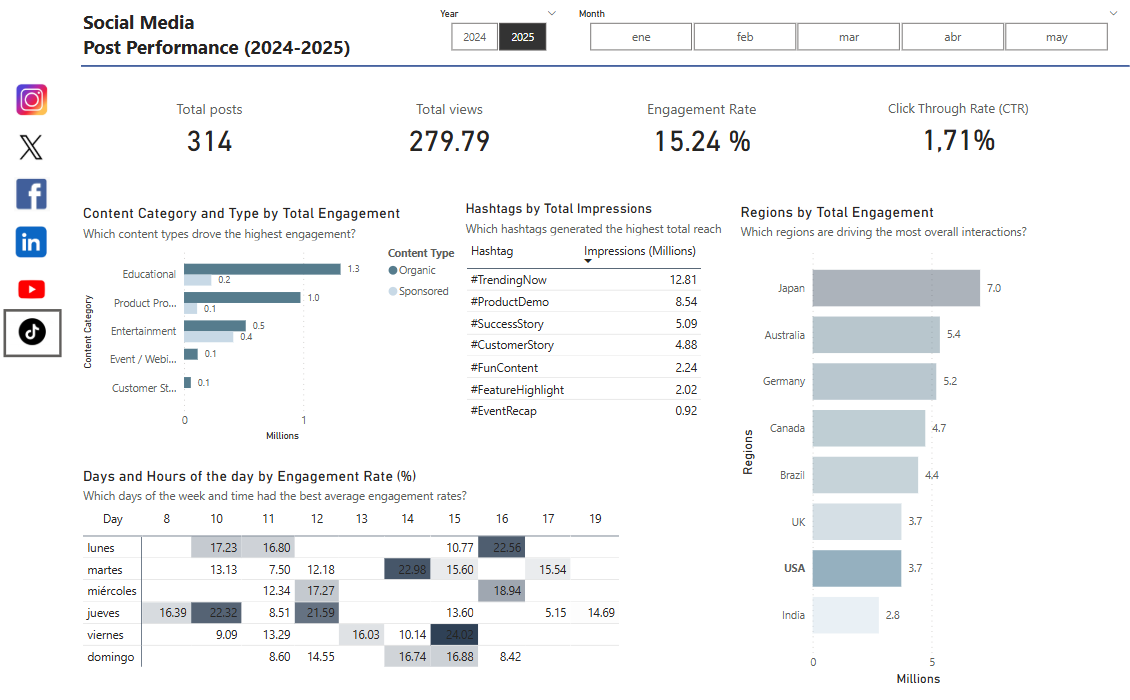 Social Media
Post Performance (2024-2025)
Year
2024 2025
Month
ene feb mar abr may
Total posts
314
Total views
279.79
Engagement Rate
15.24 %
Click Through Rate (CTR)
1,71%
Content Category and Type by Total Engagement
Which content types drove the highest engagement?
Content Type
Organic
Sponsored
Content Category
Educational 1.3 0.2
Product Pro... 1.0 0.1
Entertainment 0.5 0.4
Event / Webi... 0.1
Customer St... 0.1
0 1
Millions
Hashtags by Total Impressions
Which hashtags generated the highest total reach
Hashtag Impressions (Millions)
#TrendingNow 12.81
#ProductDemo 8.54
#SuccessStory 5.09
#CustomerStory 4.88
#FunContent 2.24
#FeatureHighlight 2.02
#EventRecap 0.92
Regions by Total Engagement
Which regions are driving the most overall interactions?
Regions
Japan 7.0
Australia 5.4
Germany 5.2
Canada 4.7
Brazil 4.4
UK 3.7
USA 3.7
India 2.8
0 5
Millions
Days and Hours of the day by Engagement Rate (%)
Which days of the week and time had the best average engagement rates?
Day 8 10 11 12 13 14 15 16 17 19
lunes 17.23 16.80 10.77 22.56
martes 13.13 7.50 12.18 22.98 15.60 15.54
miércoles 12.34 17.27 18.94
jueves 16.39 22.32 8.51 21.59 13.60 5.15 14.69
viernes 9.09 13.29 16.03 10.14 24.02
domingo 8.60 14.55 16.74 16.88 8.42